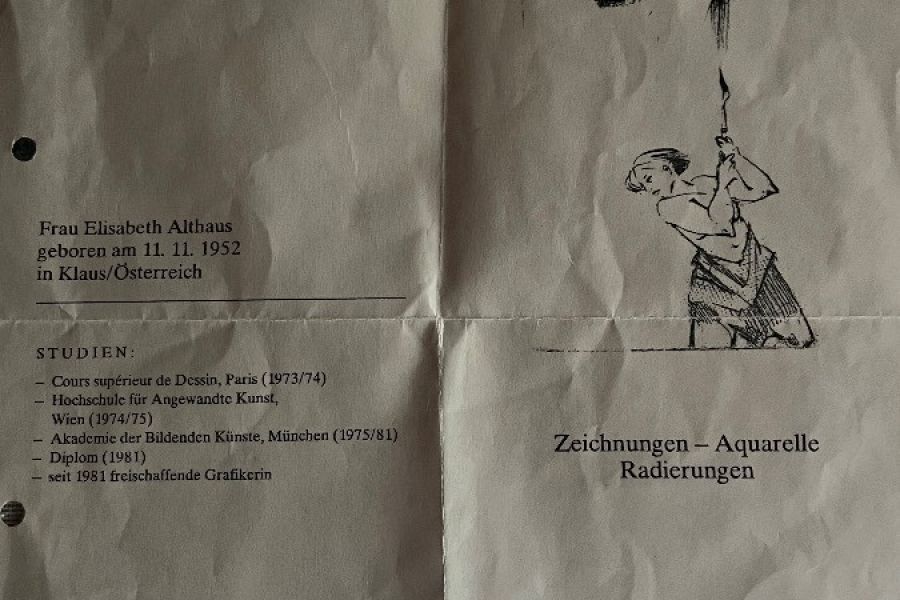 Frau Elisabeth Althaus
geboren am 11. 11. 1952
in Klaus/Österreich
STUDIEN:
– Cours supérieur de Dessin, Paris (1973/74)
– Hochschule für Angewandte Kunst,
Wien (1974/75)
– Akademie der Bildenden Künste, München (1975/81)
– Diplom (1981)
– seit 1981 freischaffende Grafikerin
Zeichnungen – Aquarelle
Radierungen